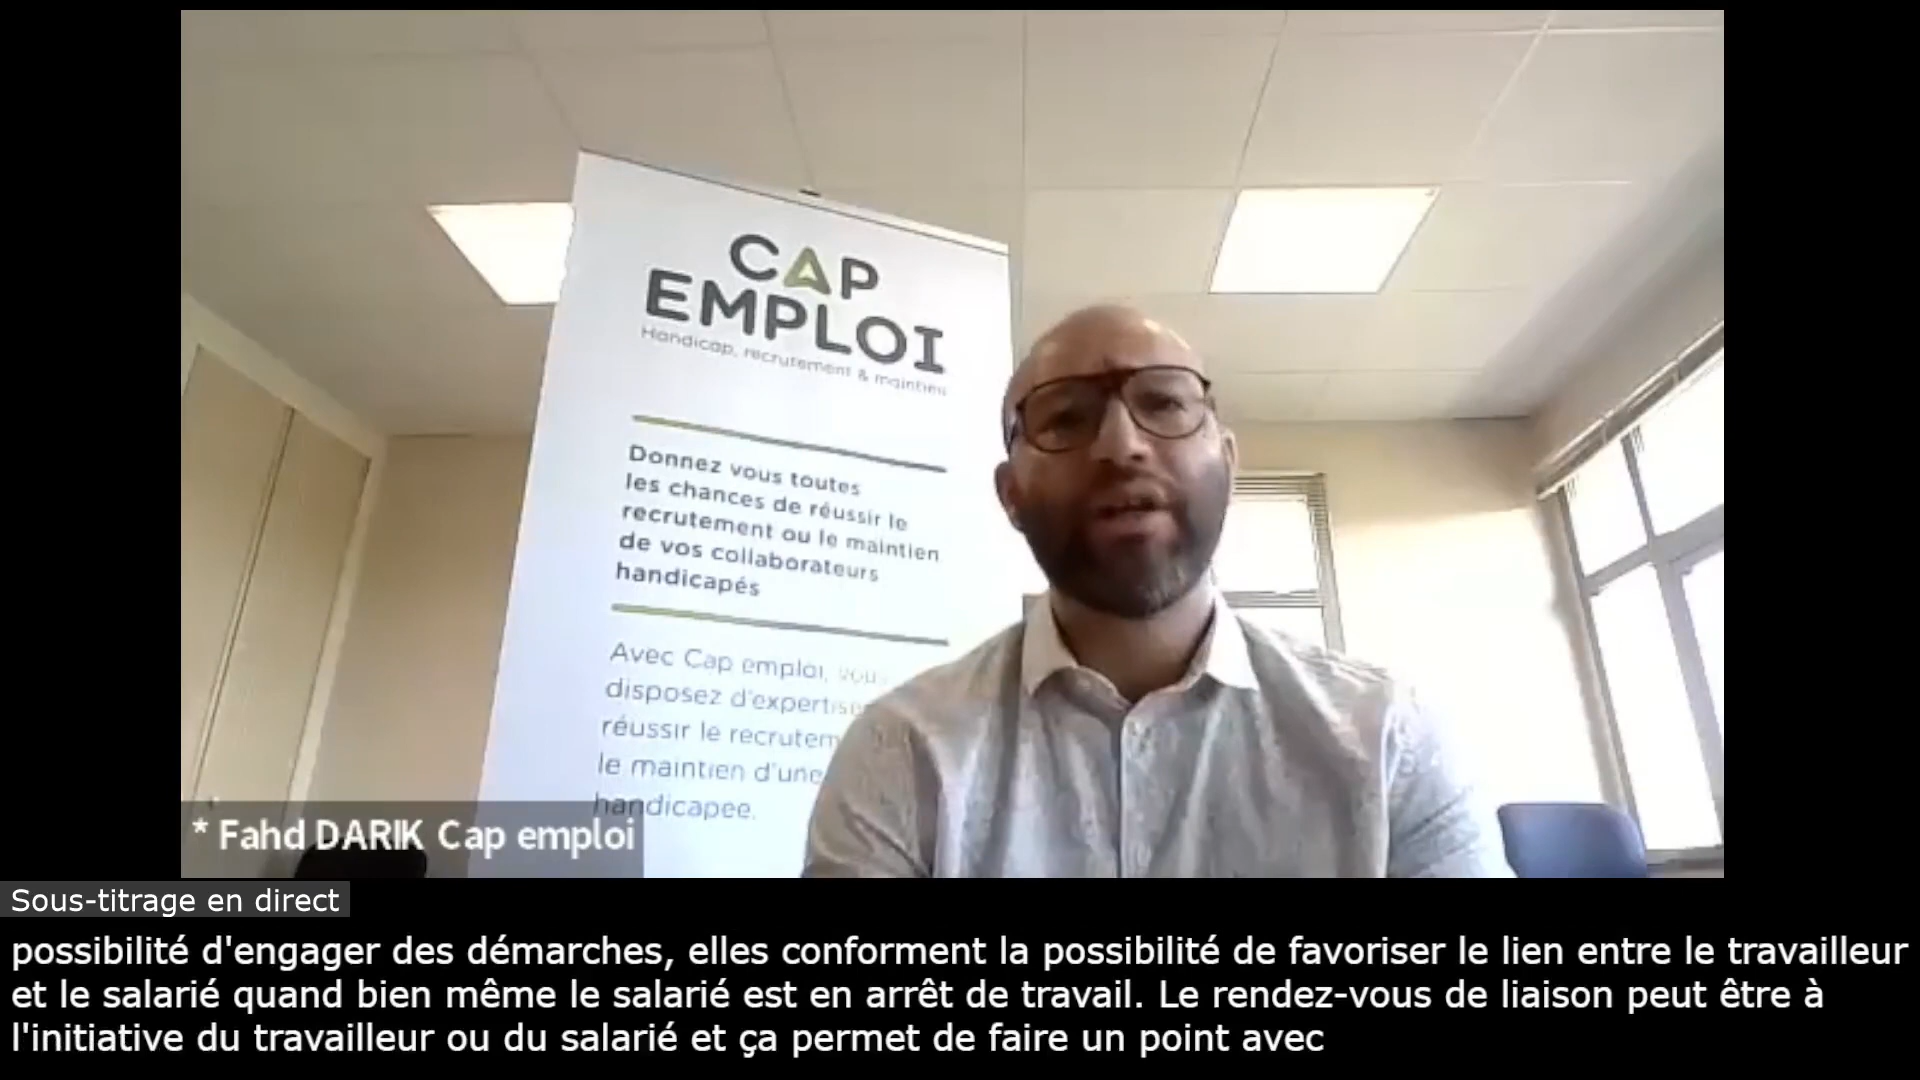 CAP
EMPLOI
Handicap, recrutement & maintien
Donnez vous toutes
les chances de réussir le
recrutement ou le maintien
de vos collaborateurs
handicapés
Avec Cap emploi, vous
disposez d'expertise
réussir le recrutem
le maintien d'une
handicapée.
* Fahd DARIK Cap emploi
Sous-titrage en direct
possibilité d'engager des démarches, elles conforment la possibilité de favoriser le lien entre le travailleur
et le salarié quand bien même le salarié est en arrêt de travail. Le rendez-vous de liaison peut être à
l'initiative du travailleur ou du salarié et ça permet de faire un point avec